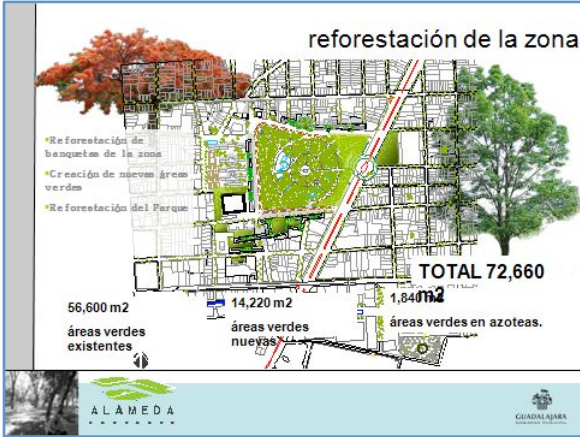 reforestación de la zona
•Reforestación de
banquetas de la zona
•Creación de nuevas áreas
verdes
•Reforestación del Parque
TOTAL 72,660
m2
56,600 m2
áreas verdes
existentes
14,220 m2
áreas verdes
nuevas
1,840 m2
áreas verdes en azoteas.
ALAMEDA
GUADALAJARA